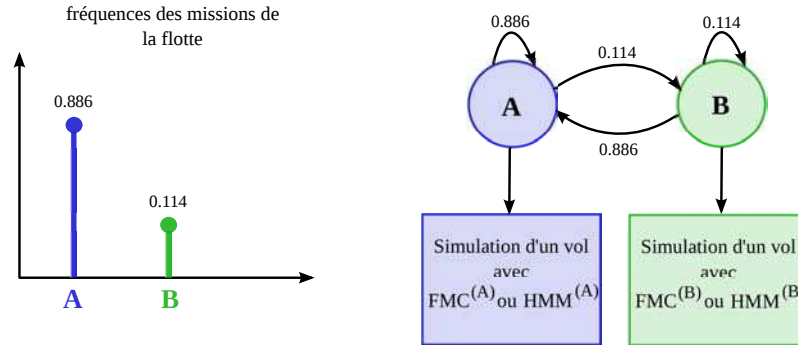 fréquences des missions de
la flotte
0.886
0.114
A
B
0.886
0.114
0.114
A
B
0.886
Simulation d'un vol
avec
FMC(A) ou HMM(A)
Simulation d'un vol
avec
FMC(B) ou HMM(B